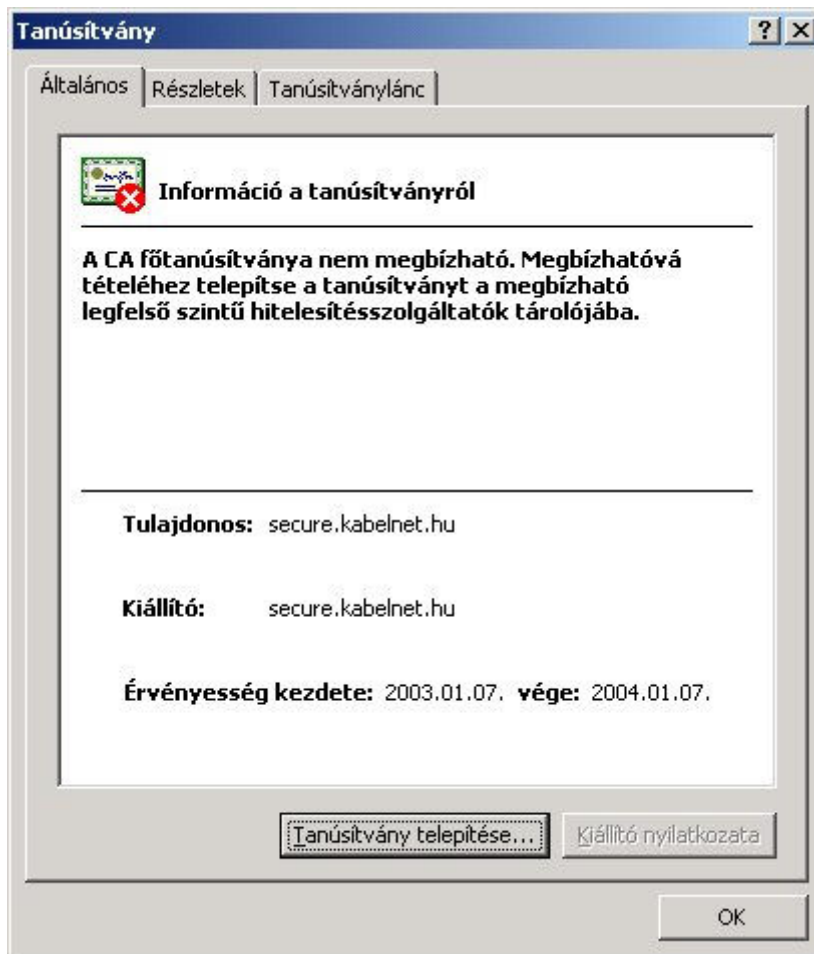 Tanúsítvány
Általános Részletek Tanúsítványlánc
Információ a tanúsítványról
A CA főtanúsítványa nem megbízható. Megbízhatóvá
tételéhez telepítse a tanúsítványt a megbízható
legfelső szintű hitelesítésszolgáltatók tárolójába.
Tulajdonos: secure.kabelnet.hu
Kiállító: secure.kabelnet.hu
Érvényesség kezdete: 2003.01.07. vége: 2004.01.07.
Tanúsítvány telepítése... Kiállító nyilatkozata
OK